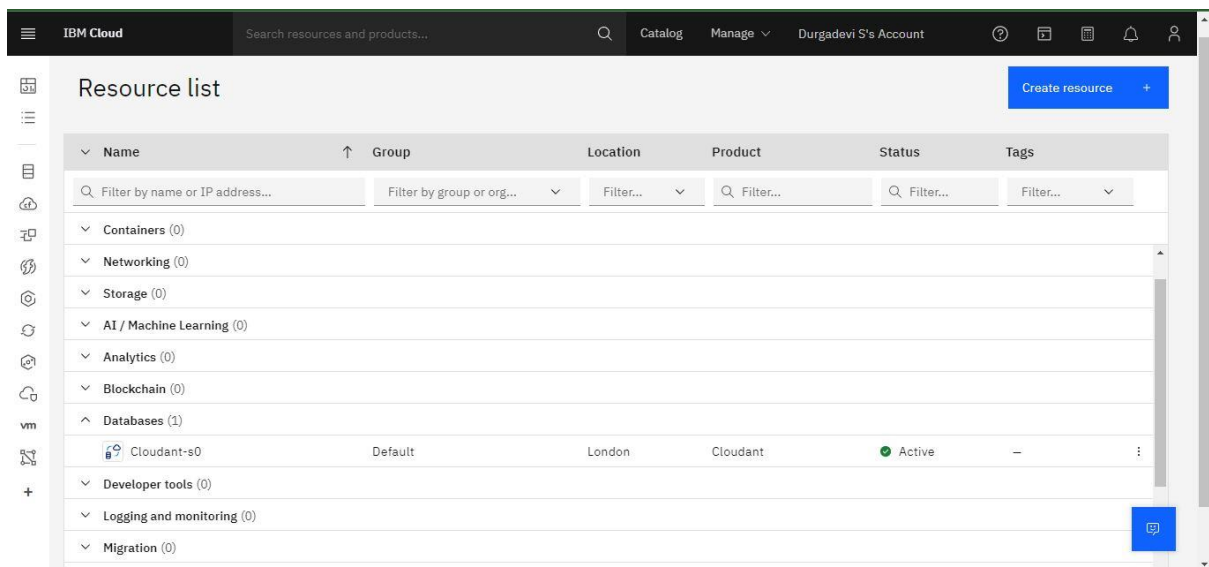 IBM Cloud Search resources and products... Catalog Manage Durgadevi S's Account
Resource list
Create resource +
Name Group Location Product Status Tags
Filter by name or IP address... Filter by group or org... Filter... Filter... Filter... Filter...
Containers (0)
Networking (0)
Storage (0)
AI / Machine Learning (0)
Analytics (0)
Blockchain (0)
Databases (1)
vm
Cloudant-s0 Default London Cloudant Active –
Developer tools (0)
Logging and monitoring (0)
Migration (0)